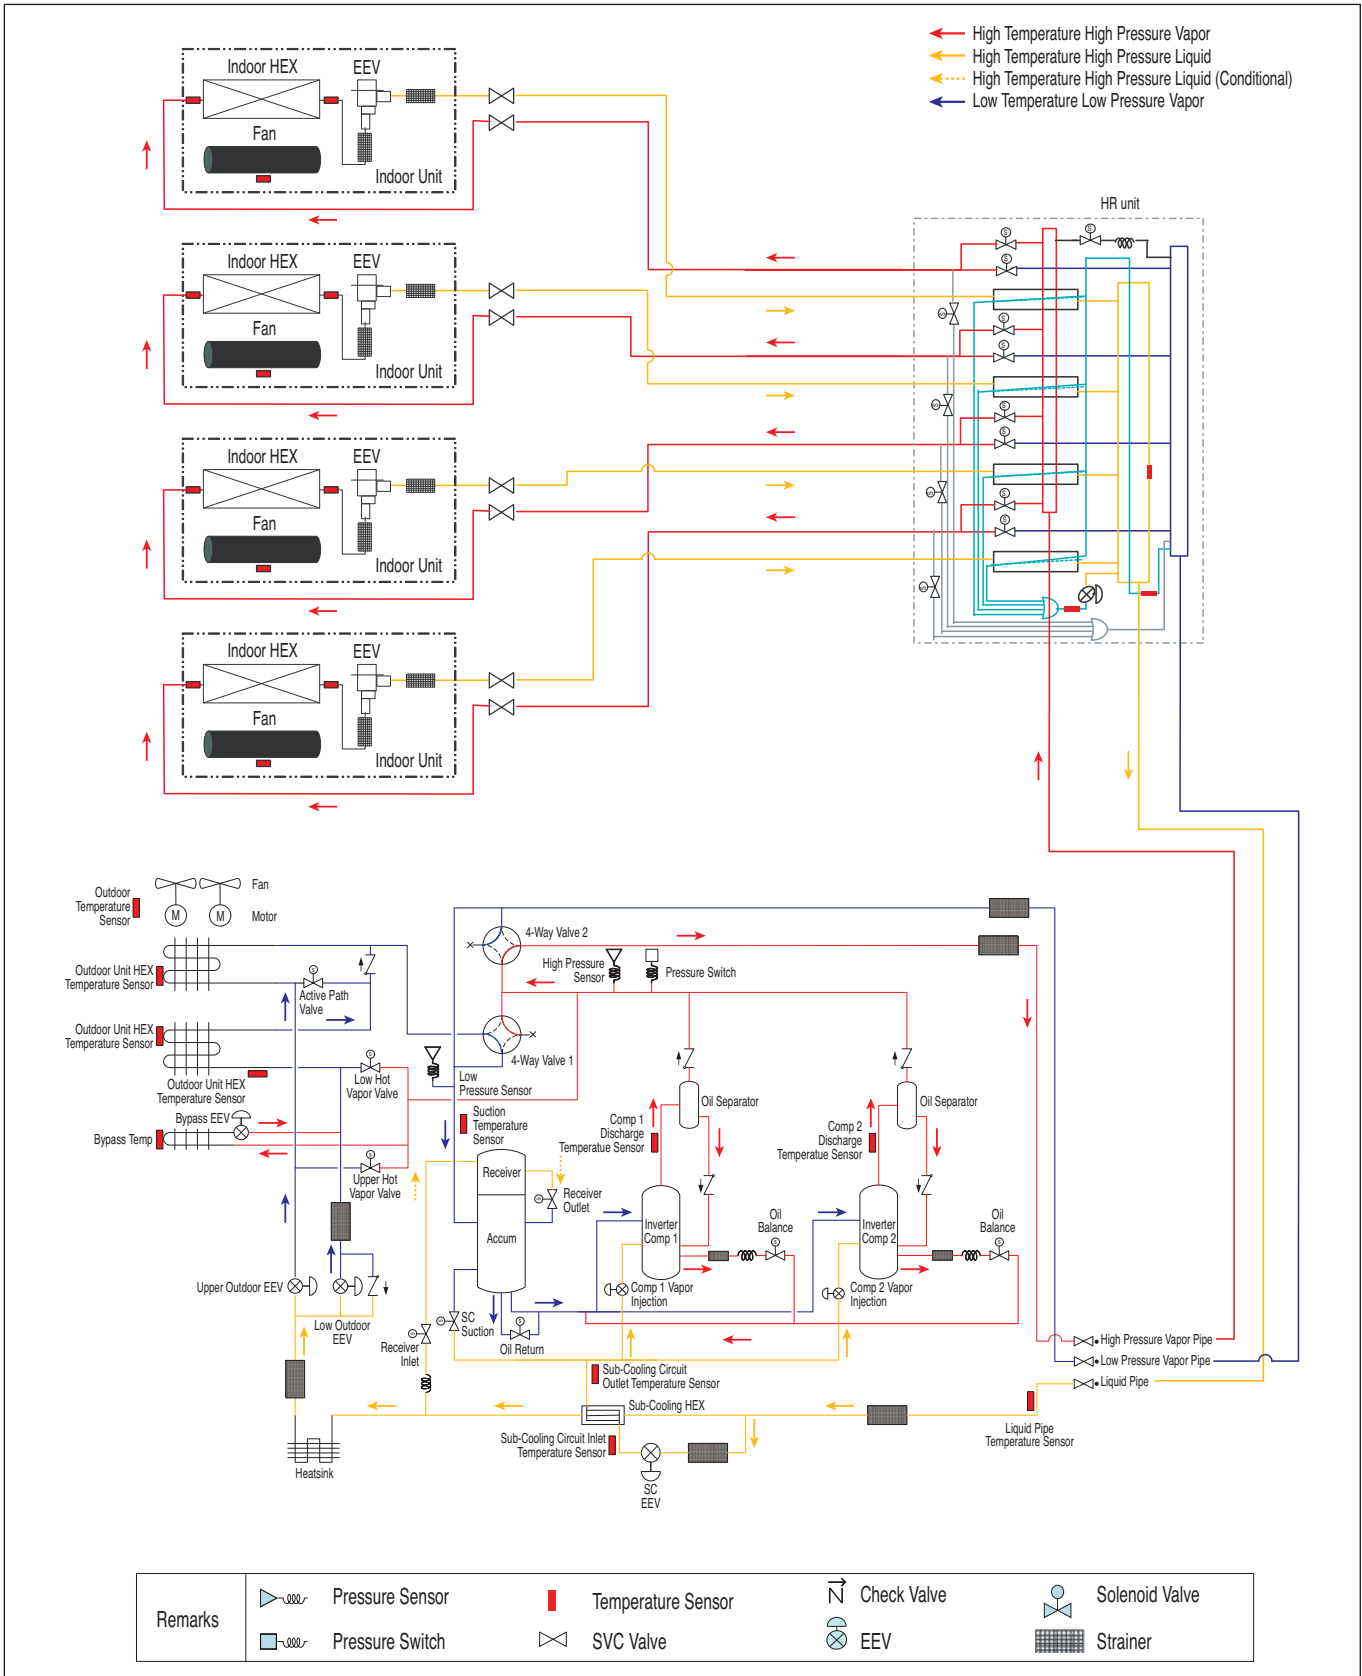 High Temperature High Pressure Vapor
High Temperature High Pressure Liquid
High Temperature High Pressure Liquid (Conditional)
Low Temperature Low Pressure Vapor
Indoor HEX
EEV
Fan
Indoor Unit
HR unit
S
S
S
S
S
S
S
S
S
S
S
S
S
Indoor HEX
EEV
Fan
Indoor Unit
Indoor HEX
EEV
Fan
Indoor Unit
Indoor HEX
EEV
Fan
Indoor Unit
Outdoor
Temperature
Sensor
Fan
M
M
Motor
4-Way Valve 2
High Pressure
Sensor
Pressure Switch
Outdoor Unit HEX
Temperature Sensor
S
Active Path
Valve
Outdoor Unit HEX
Temperature Sensor
4-Way Valve 1
S
Low Hot
Vapor Valve
Low
Pressure Sensor
Outdoor Unit HEX
Temperature Sensor
Bypass EEV
Bypass Temp
Suction
Temperature
Sensor
Oil Separator
Oil Separator
Comp 1
Discharge
Temperatue Sensor
Comp 2
Discharge
Temperatue Sensor
S
Upper Hot
Vapor Valve
Receiver
S
Receiver
Outlet
Accum
Inverter
Comp 1
Oil
Balance
S
Inverter
Comp 2
Oil
Balance
S
Upper Outdoor EEV
Low Outdoor
EEV
Comp 1 Vapor
Injection
Comp 2 Vapor
Injection
S
SC
Suction
S
Oil Return
S
Receiver
Inlet
High Pressure Vapor Pipe
Low Pressure Vapor Pipe
Liquid Pipe
Sub-Cooling Circuit
Outlet Temperature Sensor
Sub-Cooling HEX
Liquid Pipe
Temperature Sensor
Sub-Cooling Circuit Inlet
Temperature Sensor
Heatsink
SC
EEV
Remarks
Pressure Sensor
Temperature Sensor
Check Valve
Solenoid Valve
Pressure Switch
SVC Valve
EEV
Strainer